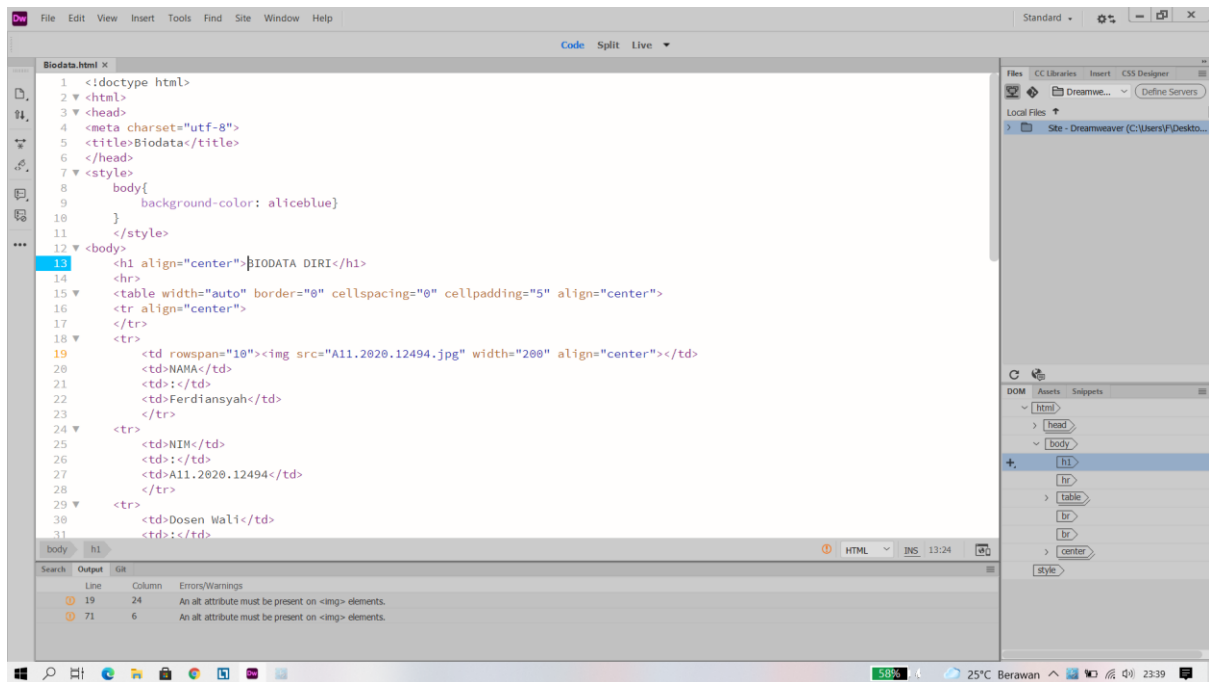 Dw File Edit View Insert Tools Find Site Window Help Standard
Code Split Live
Biodata.html ×
1 <!doctype html>
2 <html>
3 <head>
4 <meta charset="utf-8">
5 <title>Biodata</title>
6 </head>
7 <style>
8 body{
9 background-color: aliceblue}
10 }
11 </style>
12 <body>
13 <h1 align="center">BIODATA DIRI</h1>
14 <hr>
15 <table width="auto" border="0" cellspacing="0" cellpadding="5" align="center">
16 <tr align="center">
17 </tr>
18 <tr>
19 <td rowspan="10"><img src="A11.2020.12494.jpg" width="200" align="center"></td>
20 <td>NAMA</td>
21 <td>:</td>
22 <td>Ferdiansyah</td>
23 </tr>
24 <tr>
25 <td>NIM</td>
26 <td>:</td>
27 <td>A11.2020.12494</td>
28 </tr>
29 <tr>
30 <td>Dosen Wali</td>
31 <td>:</td>
body h1 HTML INS 13:24
Search Output Git
Line Column Errors/Warnings
19 24 An alt attribute must be present on <img> elements.
71 6 An alt attribute must be present on <img> elements.
Files CC Libraries Insert CSS Designer
Dreamwe... Define Servers
Local Files
Site - Dreamweaver (C:\Users\F\Deskto...
DOM Assets Snippets
html
head
body
h1
hr
table
br
br
center
style
58% 25°C Berawan 23:39